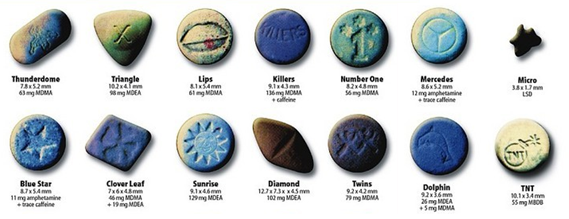 X
KILLERS
1
Thunderdome
7.8 x 5.2 mm
63 mg MDMA
Triangle
10.2 x 4.1 mm
98 mg MDEA
Lips
8.1 x 5.4 mm
61 mg MDMA
Killers
9.1 x 4.3 mm
136 mg MDMA
+ caffeine
Number One
8.2 x 4.8 mm
56 mg MDMA
Mercedes
8.6 x 5.2 mm
12 mg amphetamine
+ trace caffeine
Micro
3.8 x 1.7 mm
LSD
TNT
Blue Star
8.7 x 5.4 mm
11 mg amphetamine
+ trace caffeine
Clover Leaf
7 x 6 x 4.8 mm
46 mg MDMA
+ 19 mg MDEA
Sunrise
9.1 x 4.6 mm
129 mg MDEA
Diamond
12.7 x 7.3 x 4.5 mm
102 mg MDEA
Twins
9.2 x 4.2 mm
79 mg MDMA
Dolphin
9.2 x 3.6 mm
26 mg MDEA
+ 5 mg MDMA
TNT
10.1 x 3.4 mm
55 mg MBDB